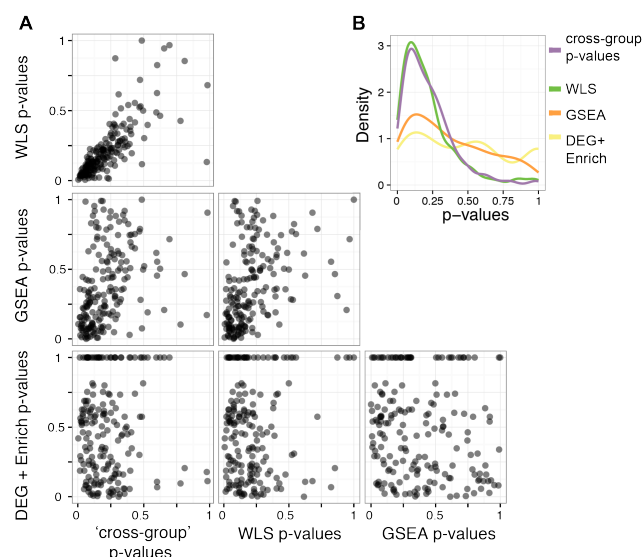 A
B
WLS p-values
1
0.5
0
GSEA p-values
1
0.5
0
DEG + Enrich p-values
1
0.5
0
0
0.5
1
0
0.5
1
0
0.5
1
'cross-group'
p-values
WLS p-values
GSEA p-values
Density
3
2
1
0
0
0.25
0.50
0.75
1
p-values
cross-group
p-values
WLS
GSEA
DEG+
Enrich